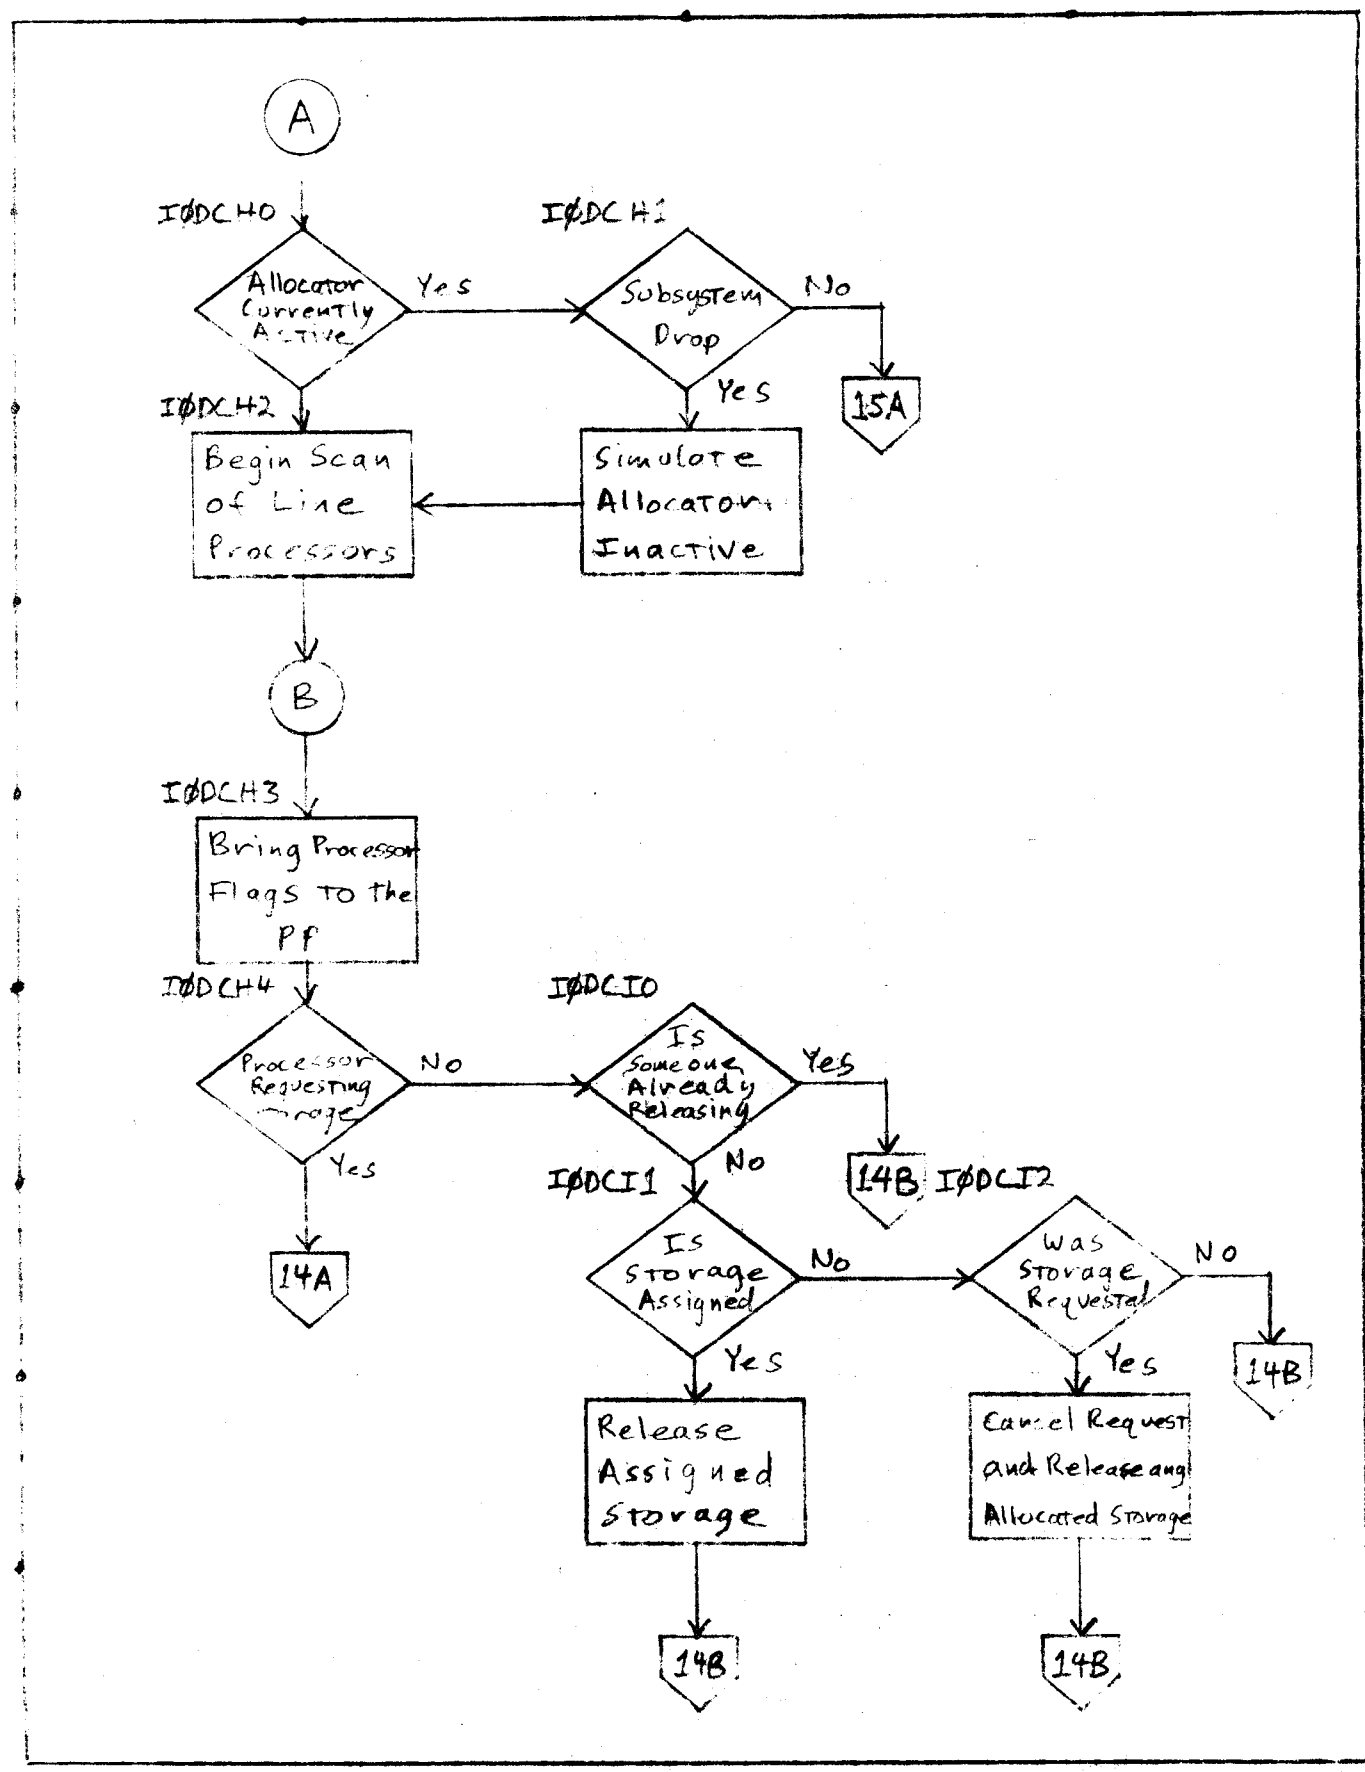 A
IØDCH0
IØDCH1
Allocator
Currently
Active
Yes
Subsystem
Drop
No
15A
Yes
IØDCH2
Begin Scan
of Line
Processors
Simulate
Allocator
Inactive
B
IØDCH3
Bring Processor
Flags To the
Pf
IØDCH4
Processor
Requesting
No
Yes
14A
IØDCI0
Is
Someone
Already
Releasing
Yes
14B
No
IØDCI1
Is
Storage
Assigned
No
Yes
IØDCI2
Was
Storage
Requested
No
14B
Yes
Release
Assigned
Storage
14B
Cancel Request
and Release any
Allocated Storage
14B